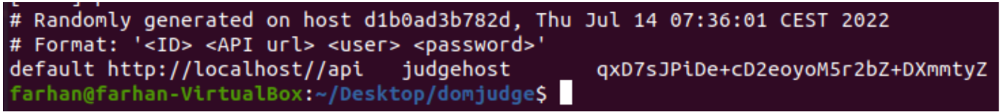 # Randomly generated on host d1b0ad3b782d, Thu Jul 14 07:36:01 CEST 2022
# Format: '<ID> <API url> <user> <password>'
default http://localhost//api   judgehost       qxD7sJPiDe+cD2eoyoM5r2bZ+DXmmtyZ
farhan@farhan-VirtualBox:~/Desktop/domjudge$